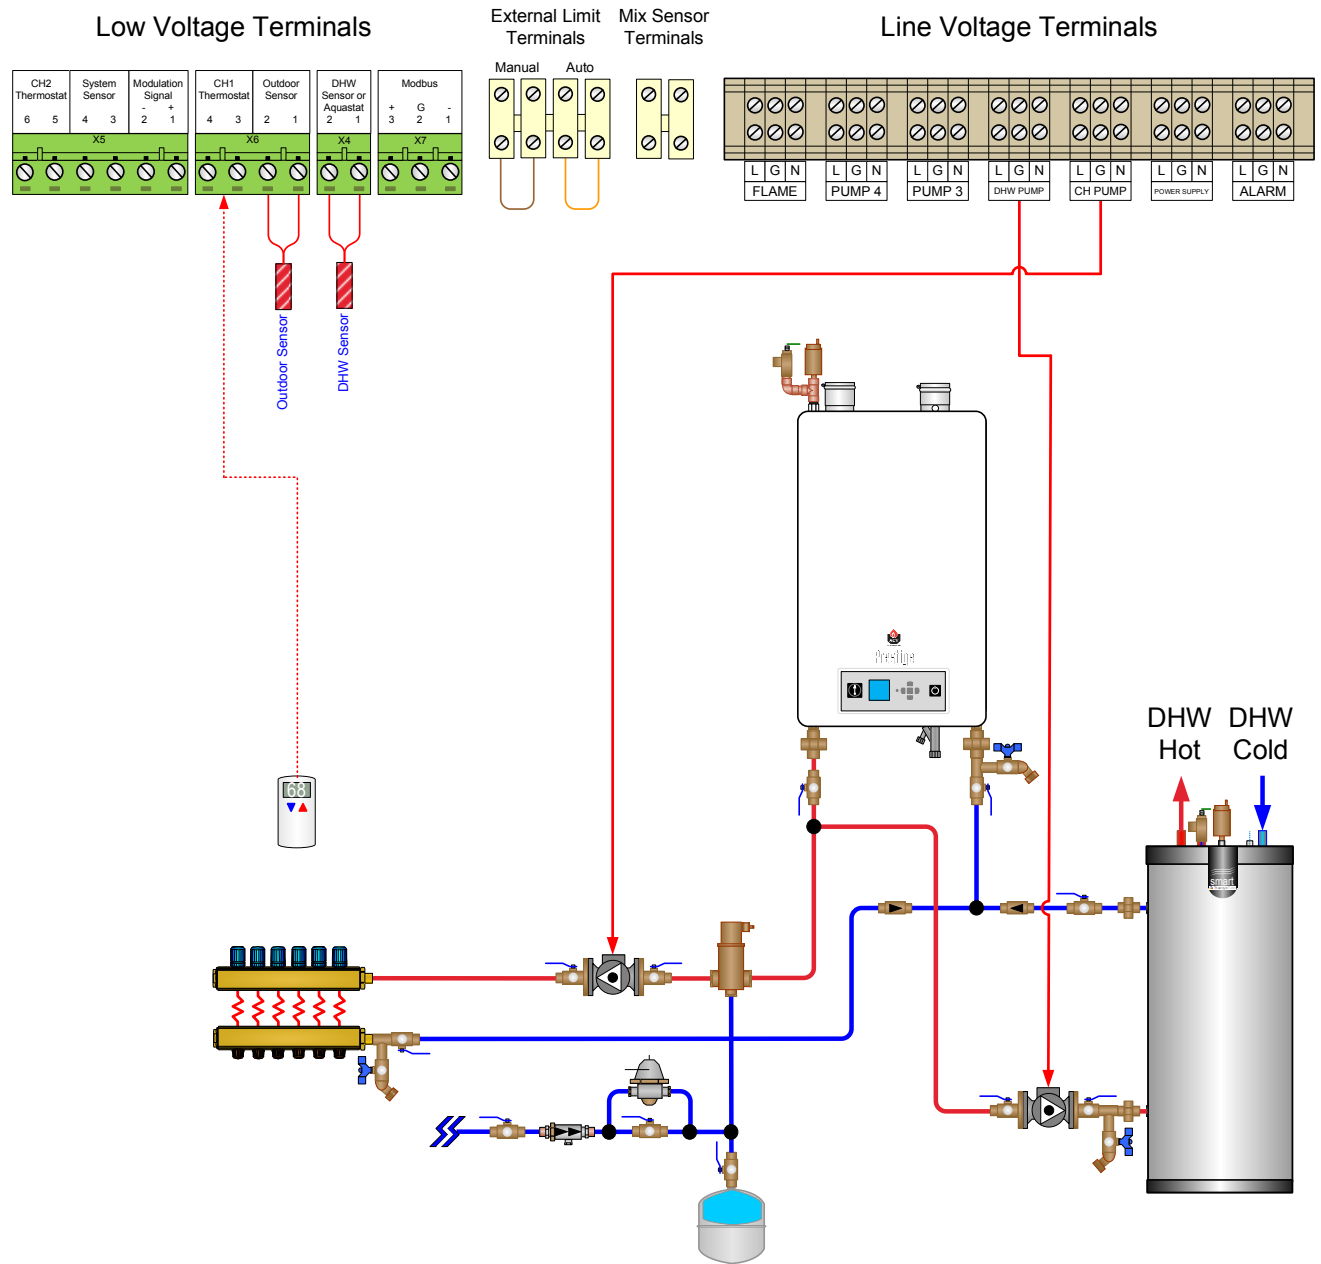 Low Voltage Terminals
External Limit
Terminals
Mix Sensor
Terminals
Line Voltage Terminals
Manual
Auto
CH2
Thermostat
6 5
System
Sensor
4 3
Modulation
Signal
- +
2 1
CH1
Thermostat
4 3
Outdoor
Sensor
2 1
DHW
Sensor or
Aquastat
2 1
Modbus
+ G -
3 2 1
X5
X6
X4
X7
L G N
FLAME
L G N
PUMP 4
L G N
PUMP 3
L G N
DHW PUMP
L G N
CH PUMP
L G N
POWER SUPPLY
L G N
ALARM
Outdoor Sensor
DHW Sensor
Prestige
68
DHW
Hot
DHW
Cold
smart